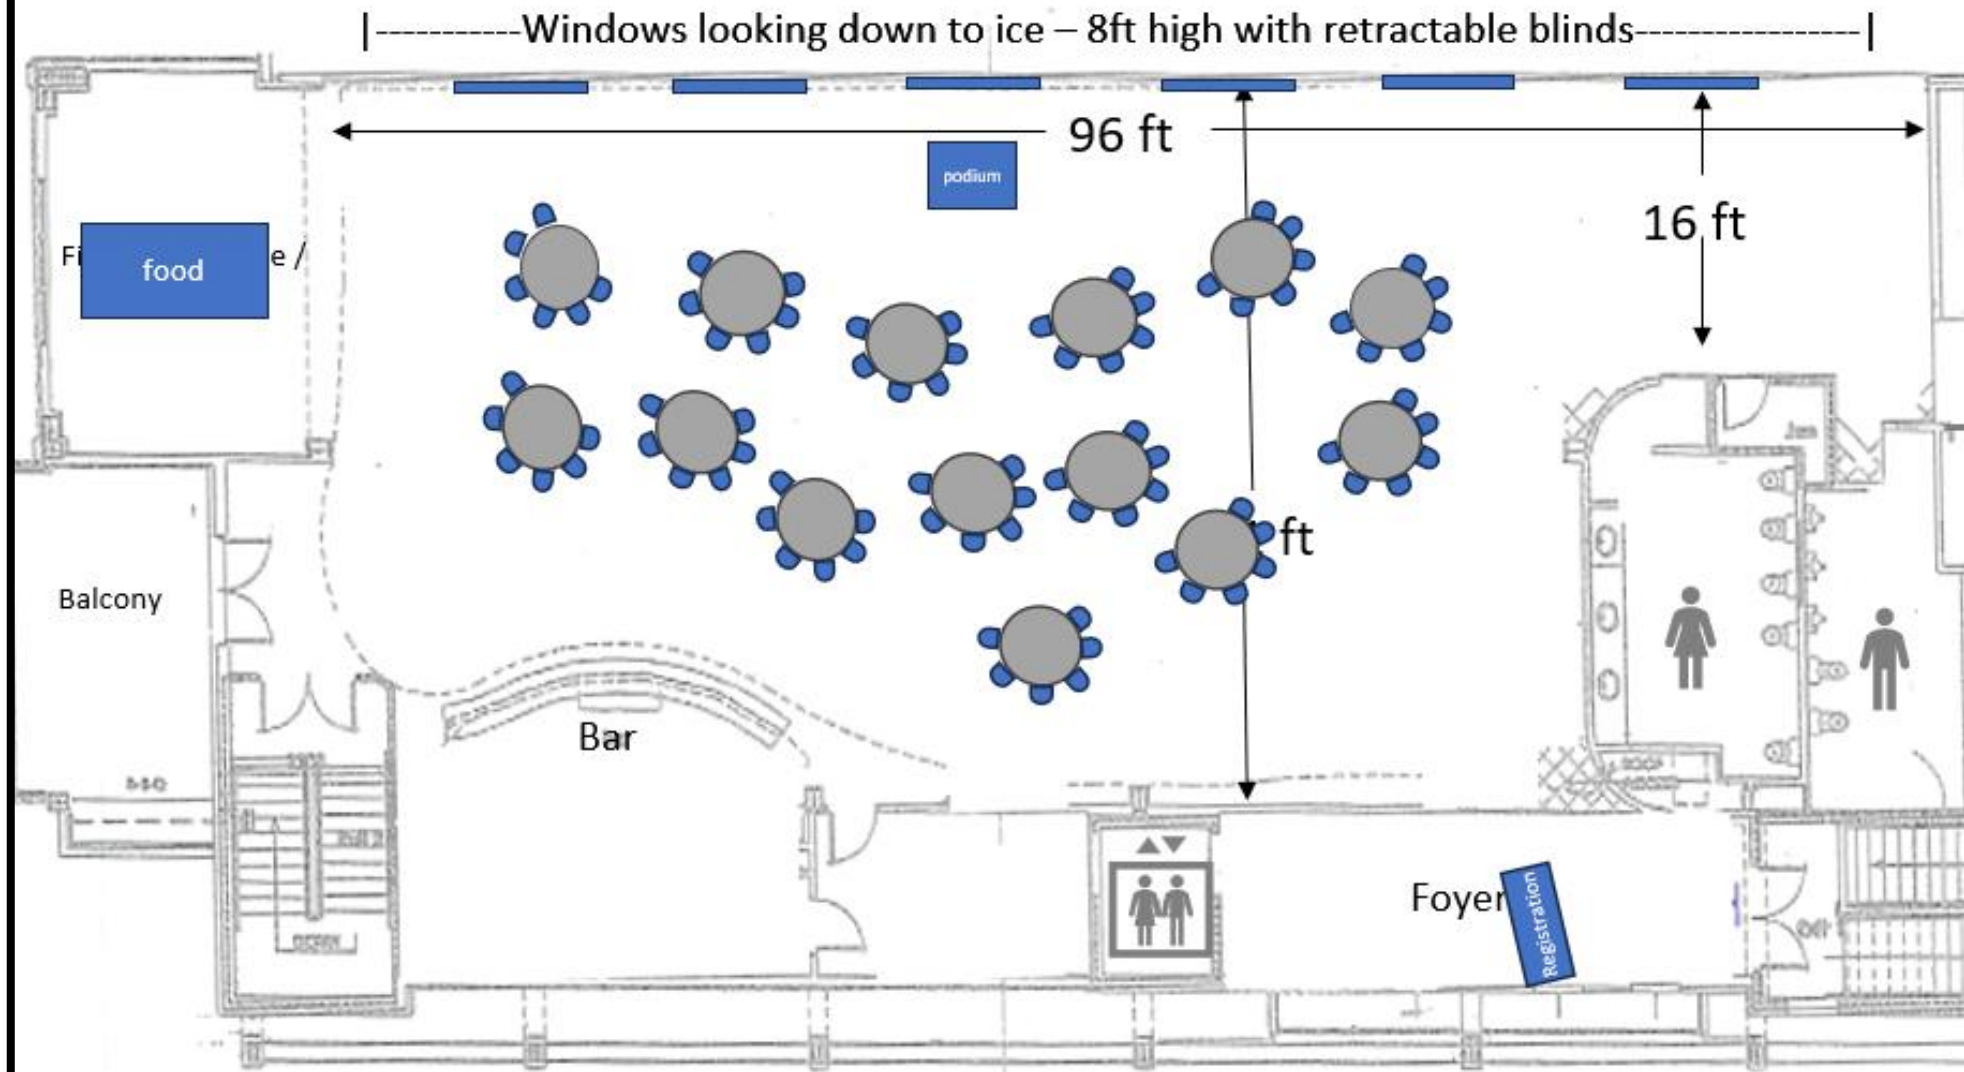 |----------Windows looking down to ice – 8ft high with retractable blinds----------------|
96 ft
podium
16 ft
food
e /
ft
Balcony
Bar
Foyer
Registration